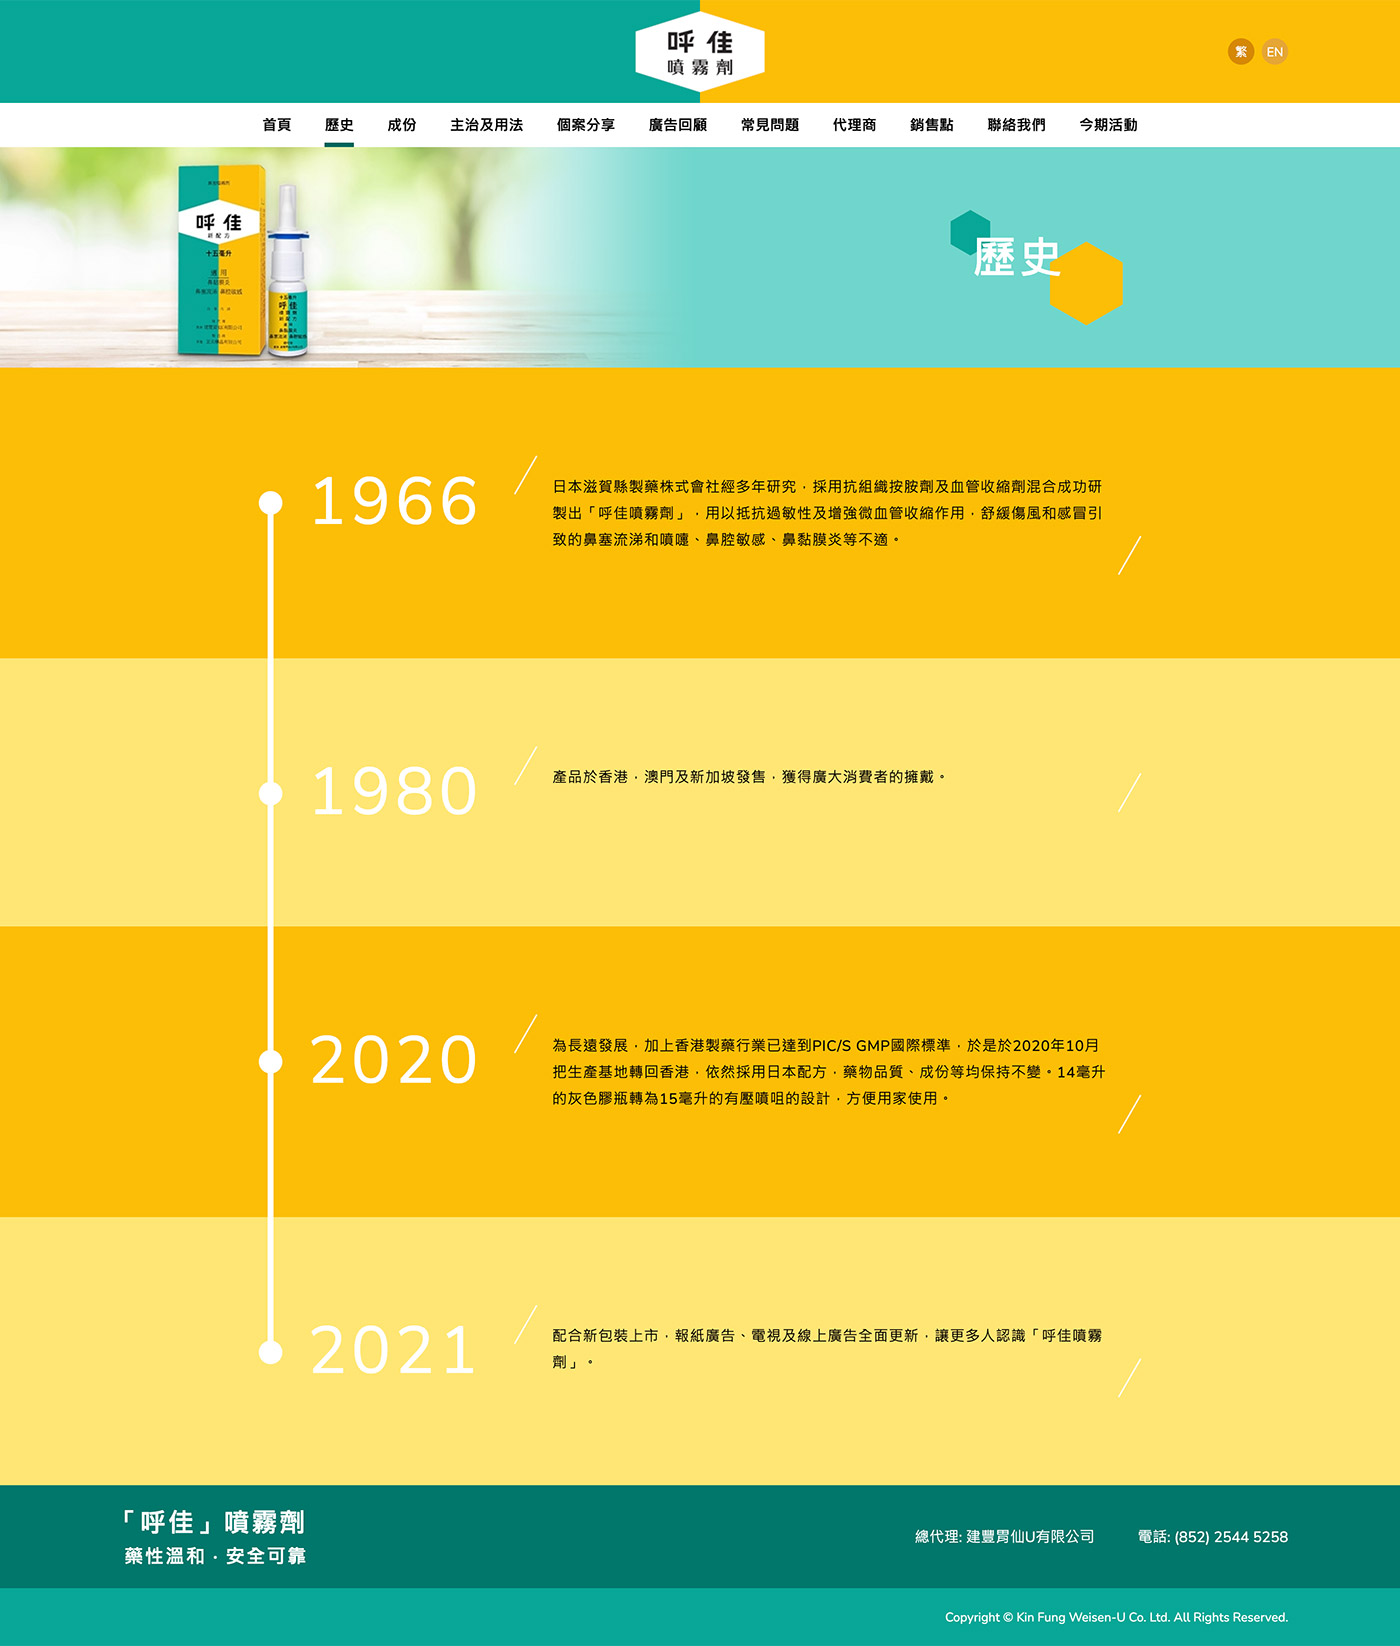 呼佳
噴霧劑
繁 EN
首頁 歷史 成份 主治及用法 個案分享 廣告回顧 常見問題 代理商 銷售點 聯絡我們 今期活動
呼佳
新配方
十五毫升
適用
呼佳
歷史
1966
日本滋賀縣製藥株式會社經多年研究，採用抗組織按胺劑及血管收縮劑混合成功研
製出「呼佳噴霧劑」，用以抵抗過敏性及增強微血管收縮作用，舒緩傷風和感冒引
致的鼻塞流涕和噴嚏、鼻腔敏感、鼻黏膜炎等不適。
1980
產品於香港，澳門及新加坡發售，獲得廣大消費者的擁戴。
2020
為長遠發展，加上香港製藥行業已達到PIC/S GMP國際標準，於是於2020年10月
把生產基地轉回香港，依然採用日本配方，藥物品質、成份等均保持不變。14毫升
的灰色膠瓶轉為15毫升的有壓噴咀的設計，方便用家使用。
2021
配合新包裝上市，報紙廣告、電視及線上廣告全面更新，讓更多人認識「呼佳噴霧
劑」。
「呼佳」噴霧劑
藥性溫和．安全可靠
總代理: 建豐胃仙U有限公司 電話: (852) 2544 5258
Copyright © Kin Fung Weisen-U Co. Ltd. All Rights Reserved.